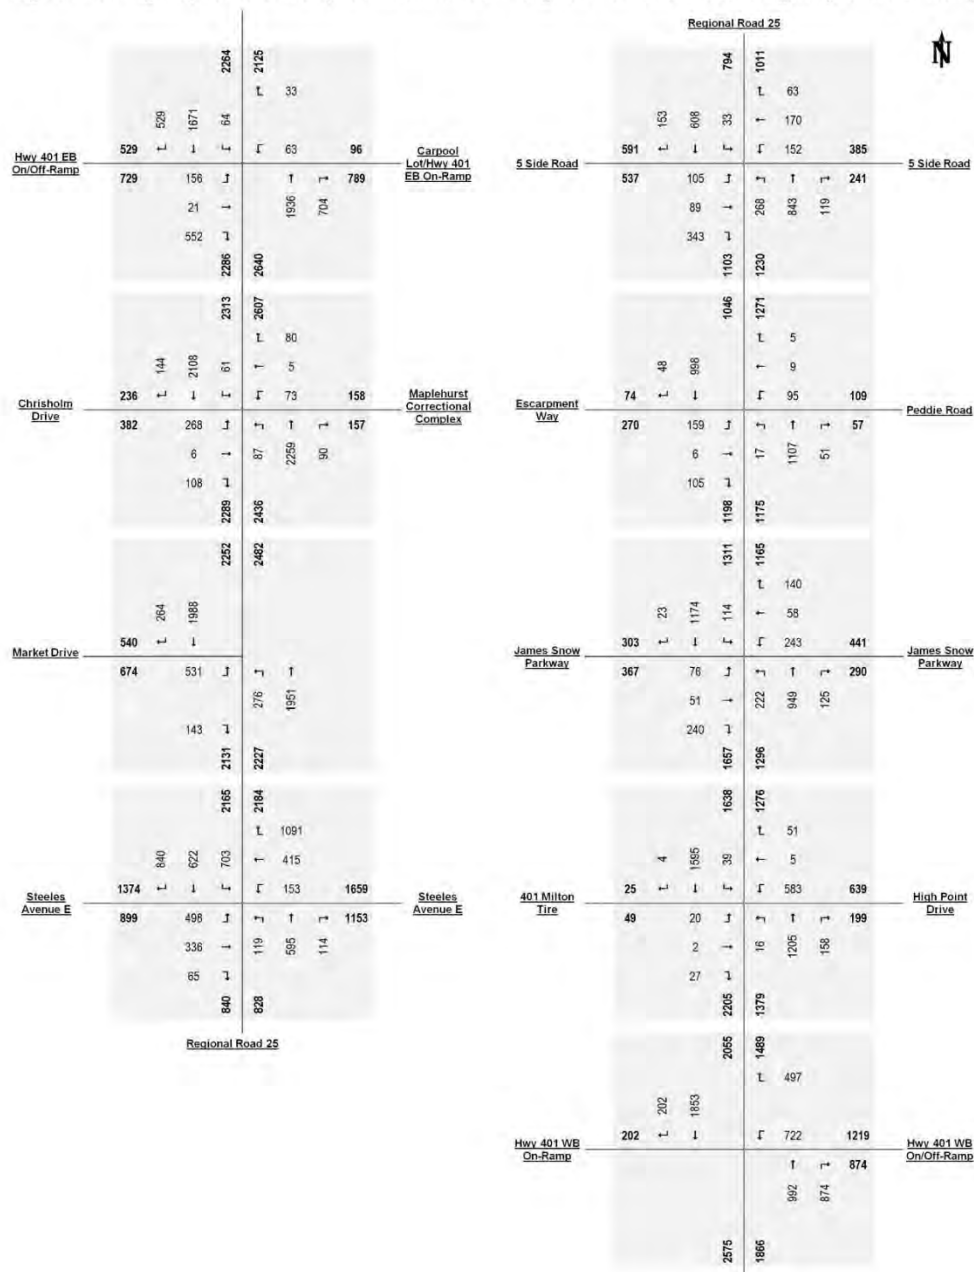 Regional Road 25
N
2264 2125
33
529 1671 64
529 63 96
Hwy 401 EB
On/Off-Ramp
Carpool
Lot/Hwy 401
EB On-Ramp
729 156 789
21 1936 704
552
2286 2640
2313 2607
80
144 2108 61 5
236 73 158
Chrisholm
Drive
Maplehurst
Correctional
Complex
382 268 157
6 87 2259 90
108
2289 2436
2252 2482
264 1988
540
Market Drive
674 531
276 1951
143
2131 2227
2165 2184
1091
840 622 703 415
1374 153 1659
Steeles
Avenue E
Steeles
Avenue E
899 498 1153
336 119 595 114
65
840 828
Regional Road 25
794 1011
63
153 608 33 170
591 152 385
5 Side Road
5 Side Road
537 105 241
89 268 843 119
343
1103 1230
1046 1271
5
48 998 9
74 95 109
Escarpment
Way
Peddie Road
270 159 57
6 17 1107 51
105
1198 1175
1311 1165
140
23 1174 114 58
303 243 441
James Snow
Parkway
James Snow
Parkway
367 76 290
51 222 949 125
240
1657 1296
1638 1276
51
4 1595 39 5
25 583 639
401 Milton
Tire
High Point
Drive
49 20 199
2 16 1205 158
27
2205 1379
2055 1489
497
202 1853
202 722 1219
Hwy 401 WB
On-Ramp
Hwy 401 WB
On/Off-Ramp
874
992 874
2575 1866